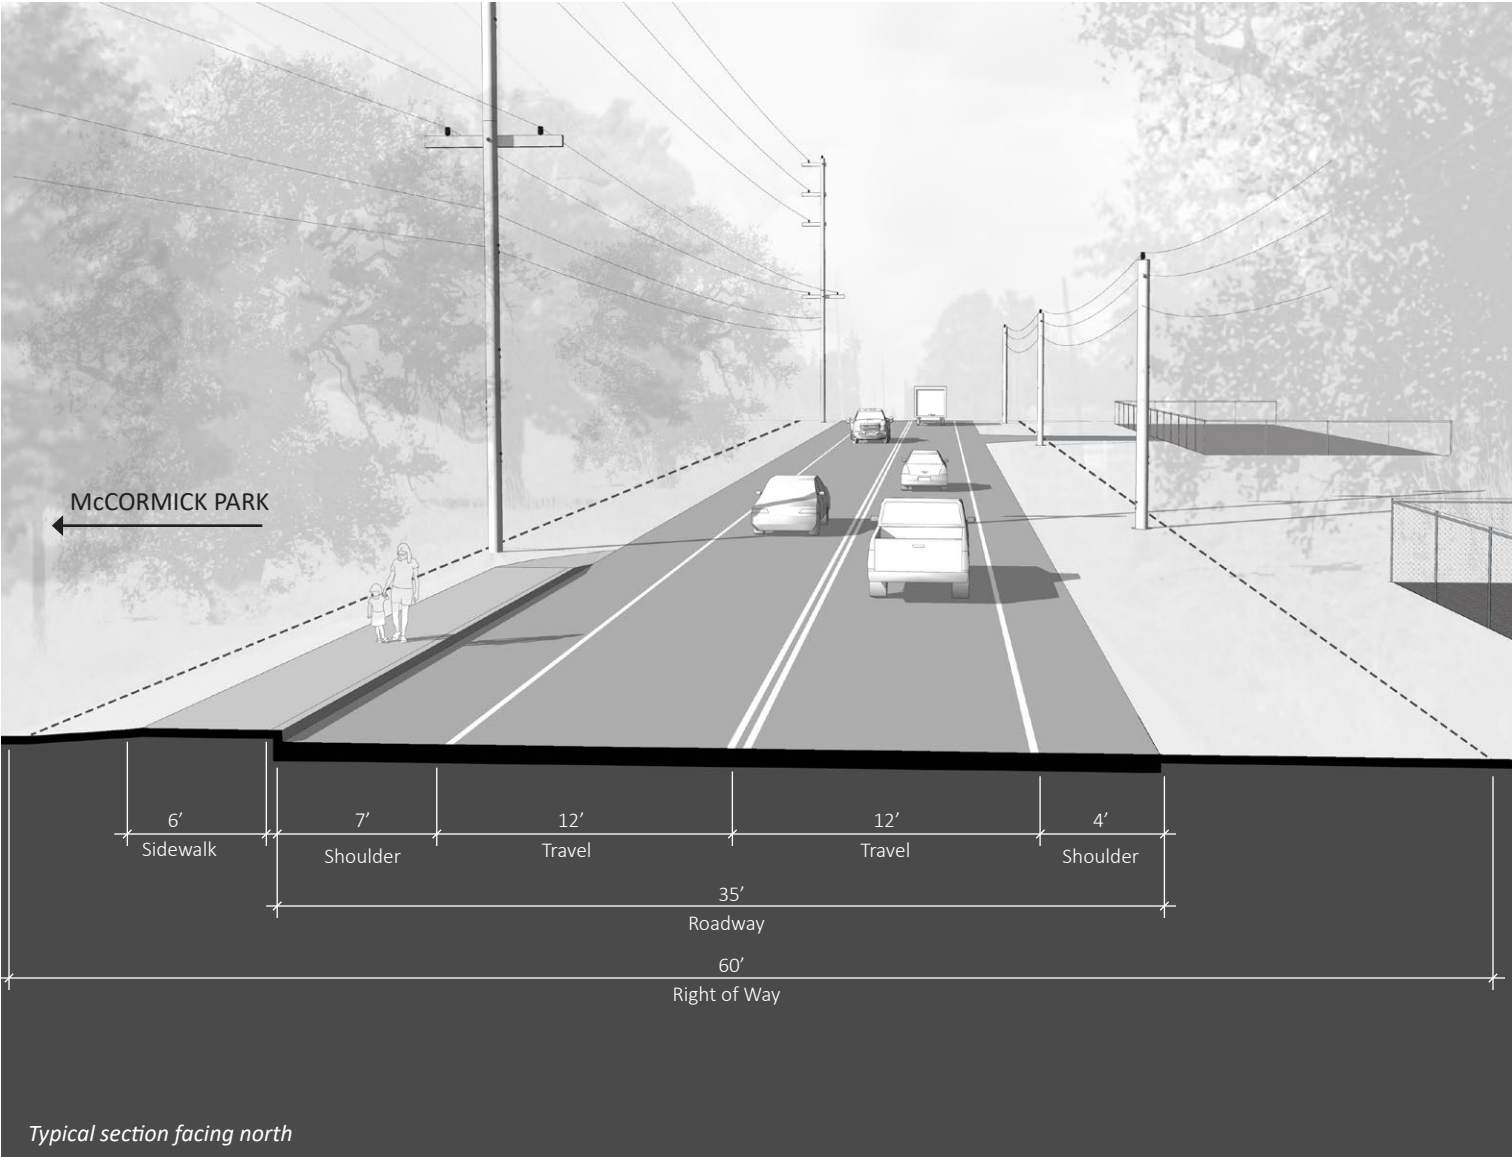 McCORMICK PARK
6’
Sidewalk
7’
Shoulder
12’
Travel
12’
Travel
4’
Shoulder
35’
Roadway
60’
Right of Way
Typical section facing north